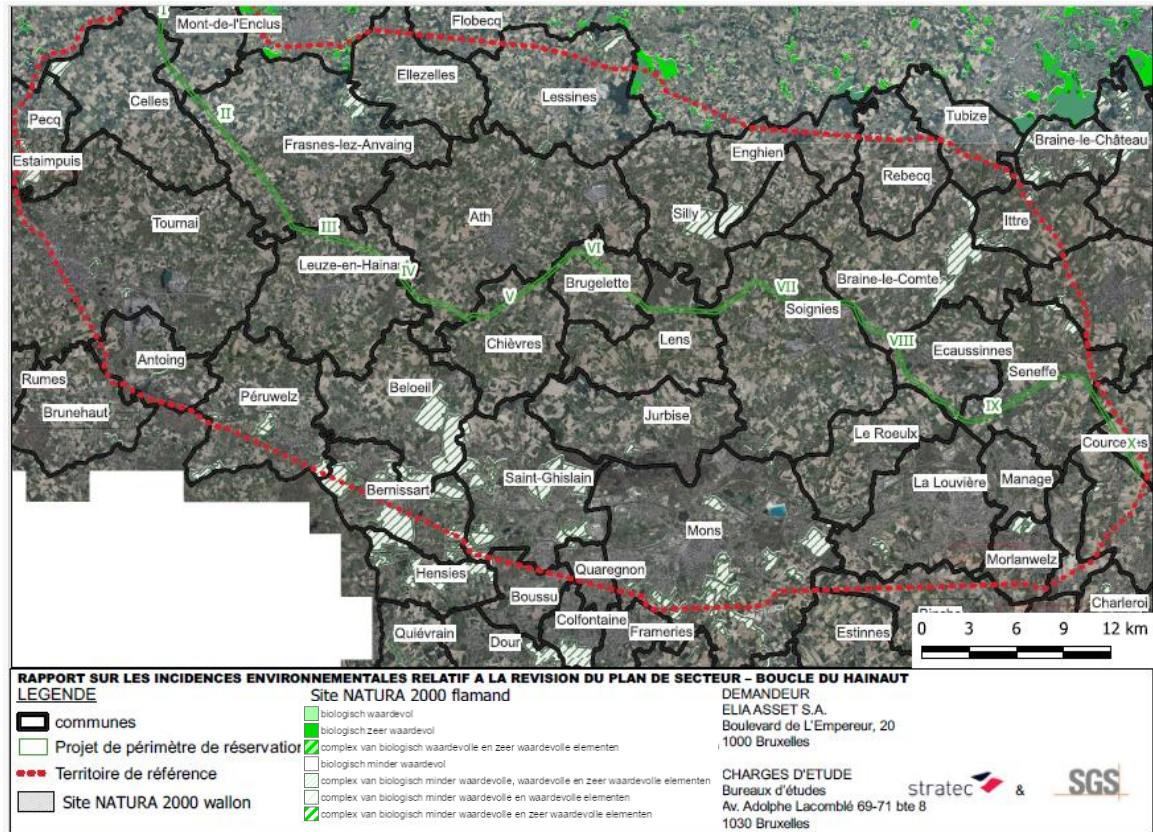 Mont-de-l'Enclus
Flobecq
Ellezelles
Celles
Lessines
Pecq
II
Tubize
Frasnes-lez-Anvaing
Braine-le-Château
Enghien
Estaimpuis
Rebecq
Silly
Ath
Ittre
Tournai
III
VI
Leuze-en-Hainau
IV
Brugelette
Braine-le-Comte
VII
V
Soignies
Chièvres
Lens
VIII
Ecaussinnes
Antoing
Seneffe
Rumes
Beloeil
Péruwelz
Brunehaut
IX
Jurbise
Le Roeulx
X
Saint-Ghislain
La Louvière
Manage
Bernissart
Mons
Morlanwelz
Quaregnon
Hensies
Boussu
Charleroi
Colfontaine
Quiévrain
Dour
Frameries
Estinnes
0 3 6 9 12 km
RAPPORT SUR LES INCIDENCES ENVIRONNEMENTALES RELATIF A LA REVISION DU PLAN DE SECTEUR – BOUCLE DU HAINAUT
LEGENDE
communes
Projet de périmètre de réservation
Territoire de référence
Site NATURA 2000 wallon
Site NATURA 2000 flamand
biologisch waardevol
biologisch zeer waardevol
complex van biologisch waardevolle en zeer waardevolle elementen
biologisch minder waardevol
complex van biologisch minder waardevolle, waardevolle en zeer waardevolle elementen
complex van biologisch minder waardevolle en waardevolle elementen
complex van biologisch minder waardevolle en zeer waardevolle elementen
DEMANDEUR
ELIA ASSET S.A.
Boulevard de L'Empereur, 20
1000 Bruxelles
CHARGES D'ETUDE
Bureaux d'études
Av. Adolphe Lacomblé 69-71 bte 8
1030 Bruxelles
stratec & SGS